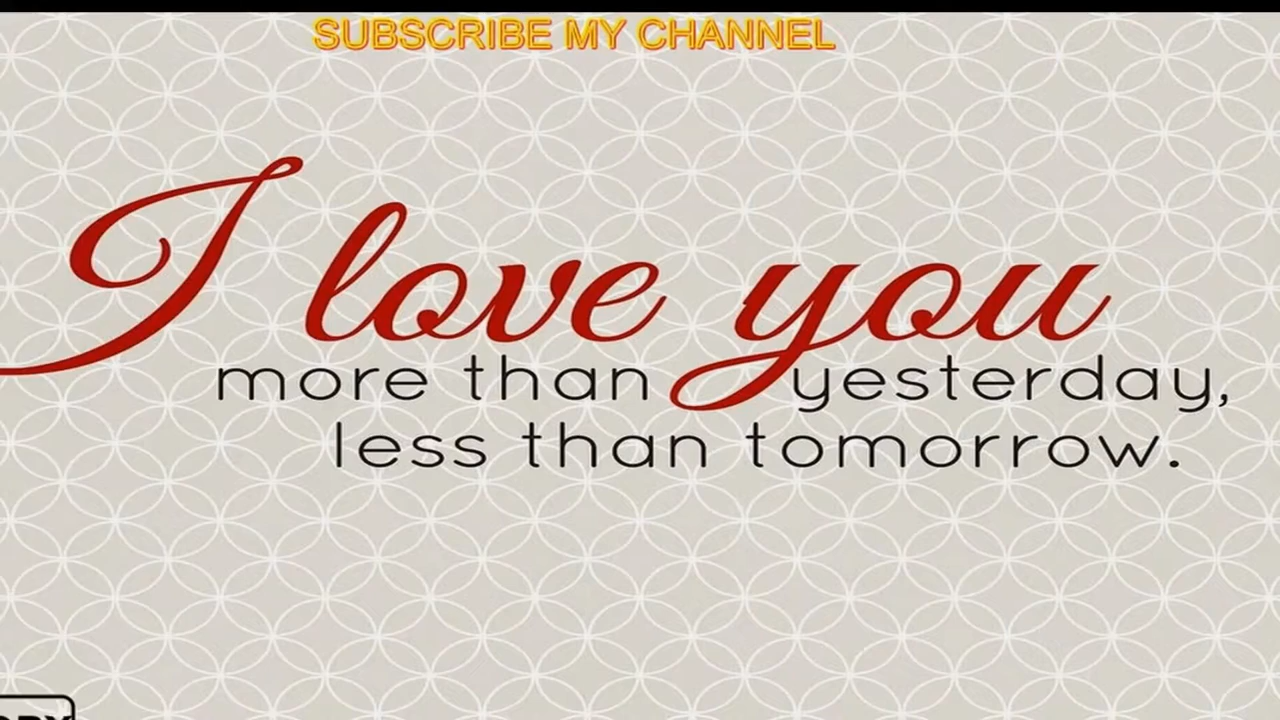 SUBSCRIBE MY CHANNEL
I love you
more than yesterday,
less than tomorrow.